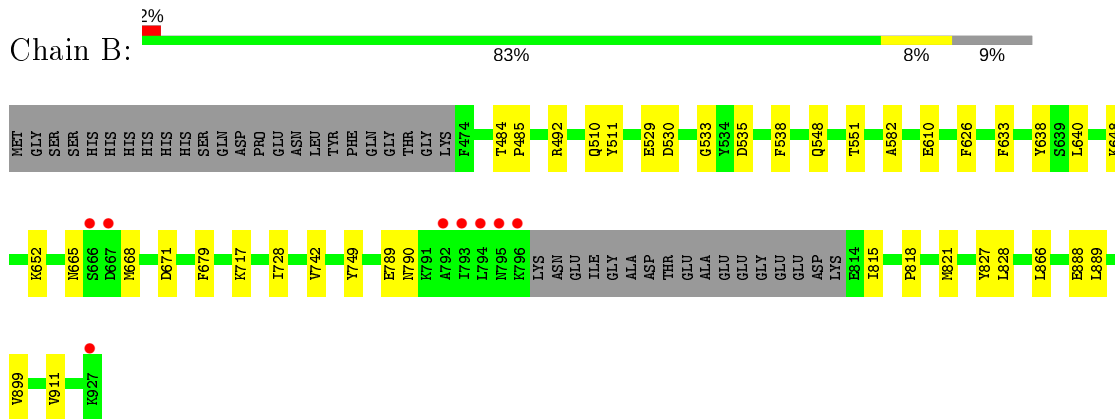 2%
Chain B:
83% 8% 9%
MET GLY SER SER HIS HIS HIS HIS HIS HIS SER GLN ASP PRO GLU ASN LEU TYR PHE GLN GLY THR GLY LYS F474 T484 P485 R492 Q510 Y511 E529 D530 G533 Y534 D535 F538 Q548 T551 A582 E610 F626 F633 Y638 S639 L640 K648
K652 N665 S666 D667 M668 D671 F679 K717 I728 V742 Y749 E789 N790 K791 A792 I793 L794 N795 K796 LYS ASN GLU ILE GLY ALA ASP THR GLU ALA GLU GLU GLY GLU GLU ASP LYS E814 I815 P818 M821 Y827 L828 L866 E888 L889
V899 V911 K927